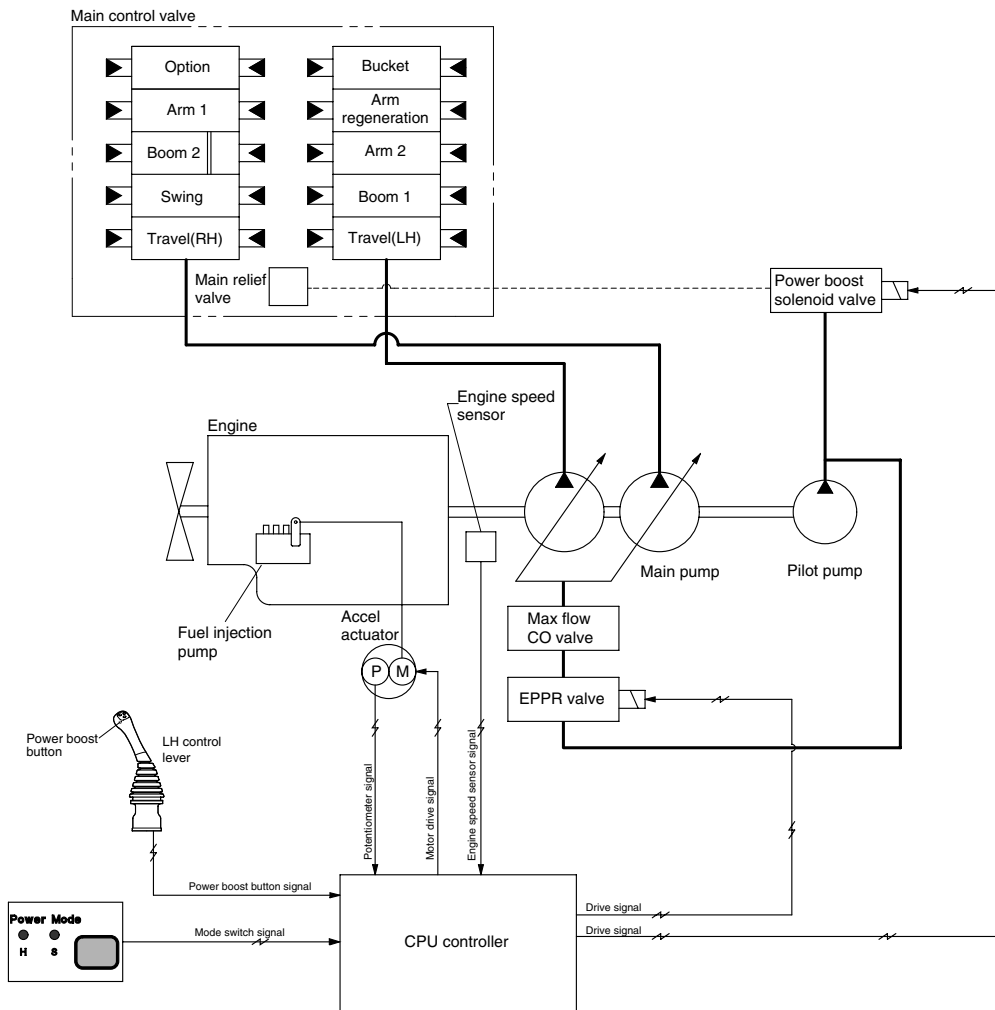 Main control valve
Option
Arm 1
Boom 2
Swing
Travel(RH)
Bucket
Arm
regeneration
Arm 2
Boom 1
Travel(LH)
Main relief
valve
Power boost
solenoid valve
Engine speed
sensor
Engine
Fuel injection
pump
Accel
actuator
P
M
Main pump
Pilot pump
Max flow
CO valve
EPPR valve
Power boost
button
LH control
lever
Potentiometer signal
Motor drive signal
Engine speed sensor signal
Power boost button signal
Mode switch signal
Power Mode
H
S
CPU controller
Drive signal
Drive signal